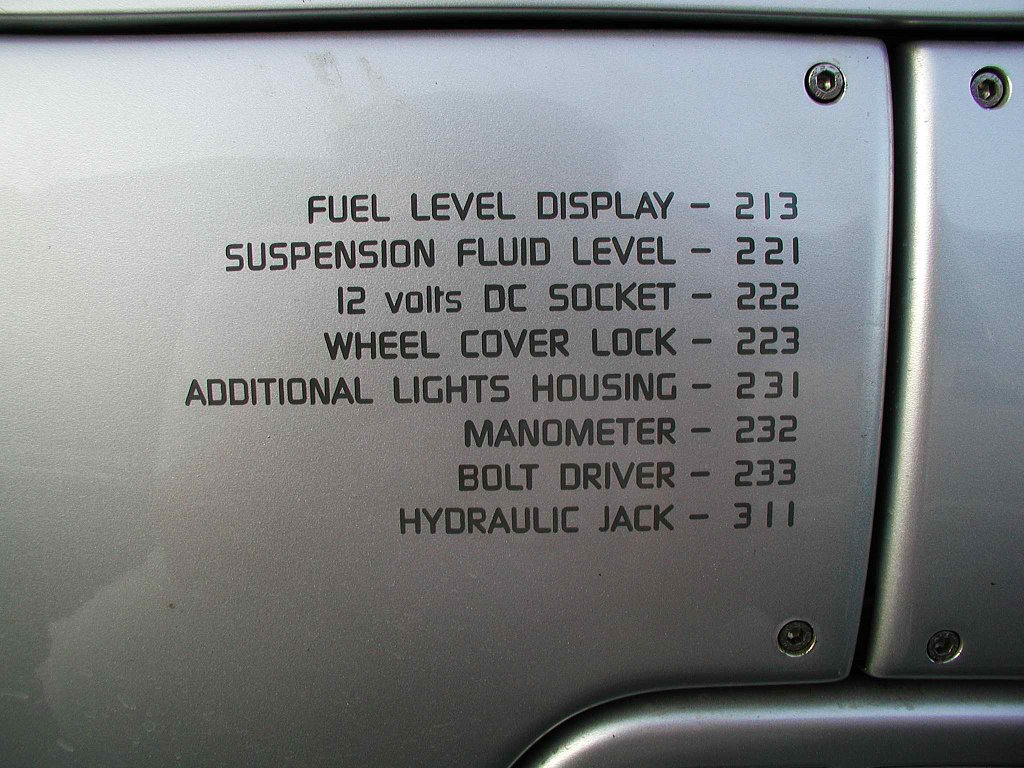 FUEL LEVEL DISPLAY - 213
SUSPENSION FLUID LEVEL - 221
12 volts DC SOCKET - 222
WHEEL COVER LOCK - 223
ADDITIONAL LIGHTS HOUSING - 231
MANOMETER - 232
BOLT DRIVER - 233
HYDRAULIC JACK - 311